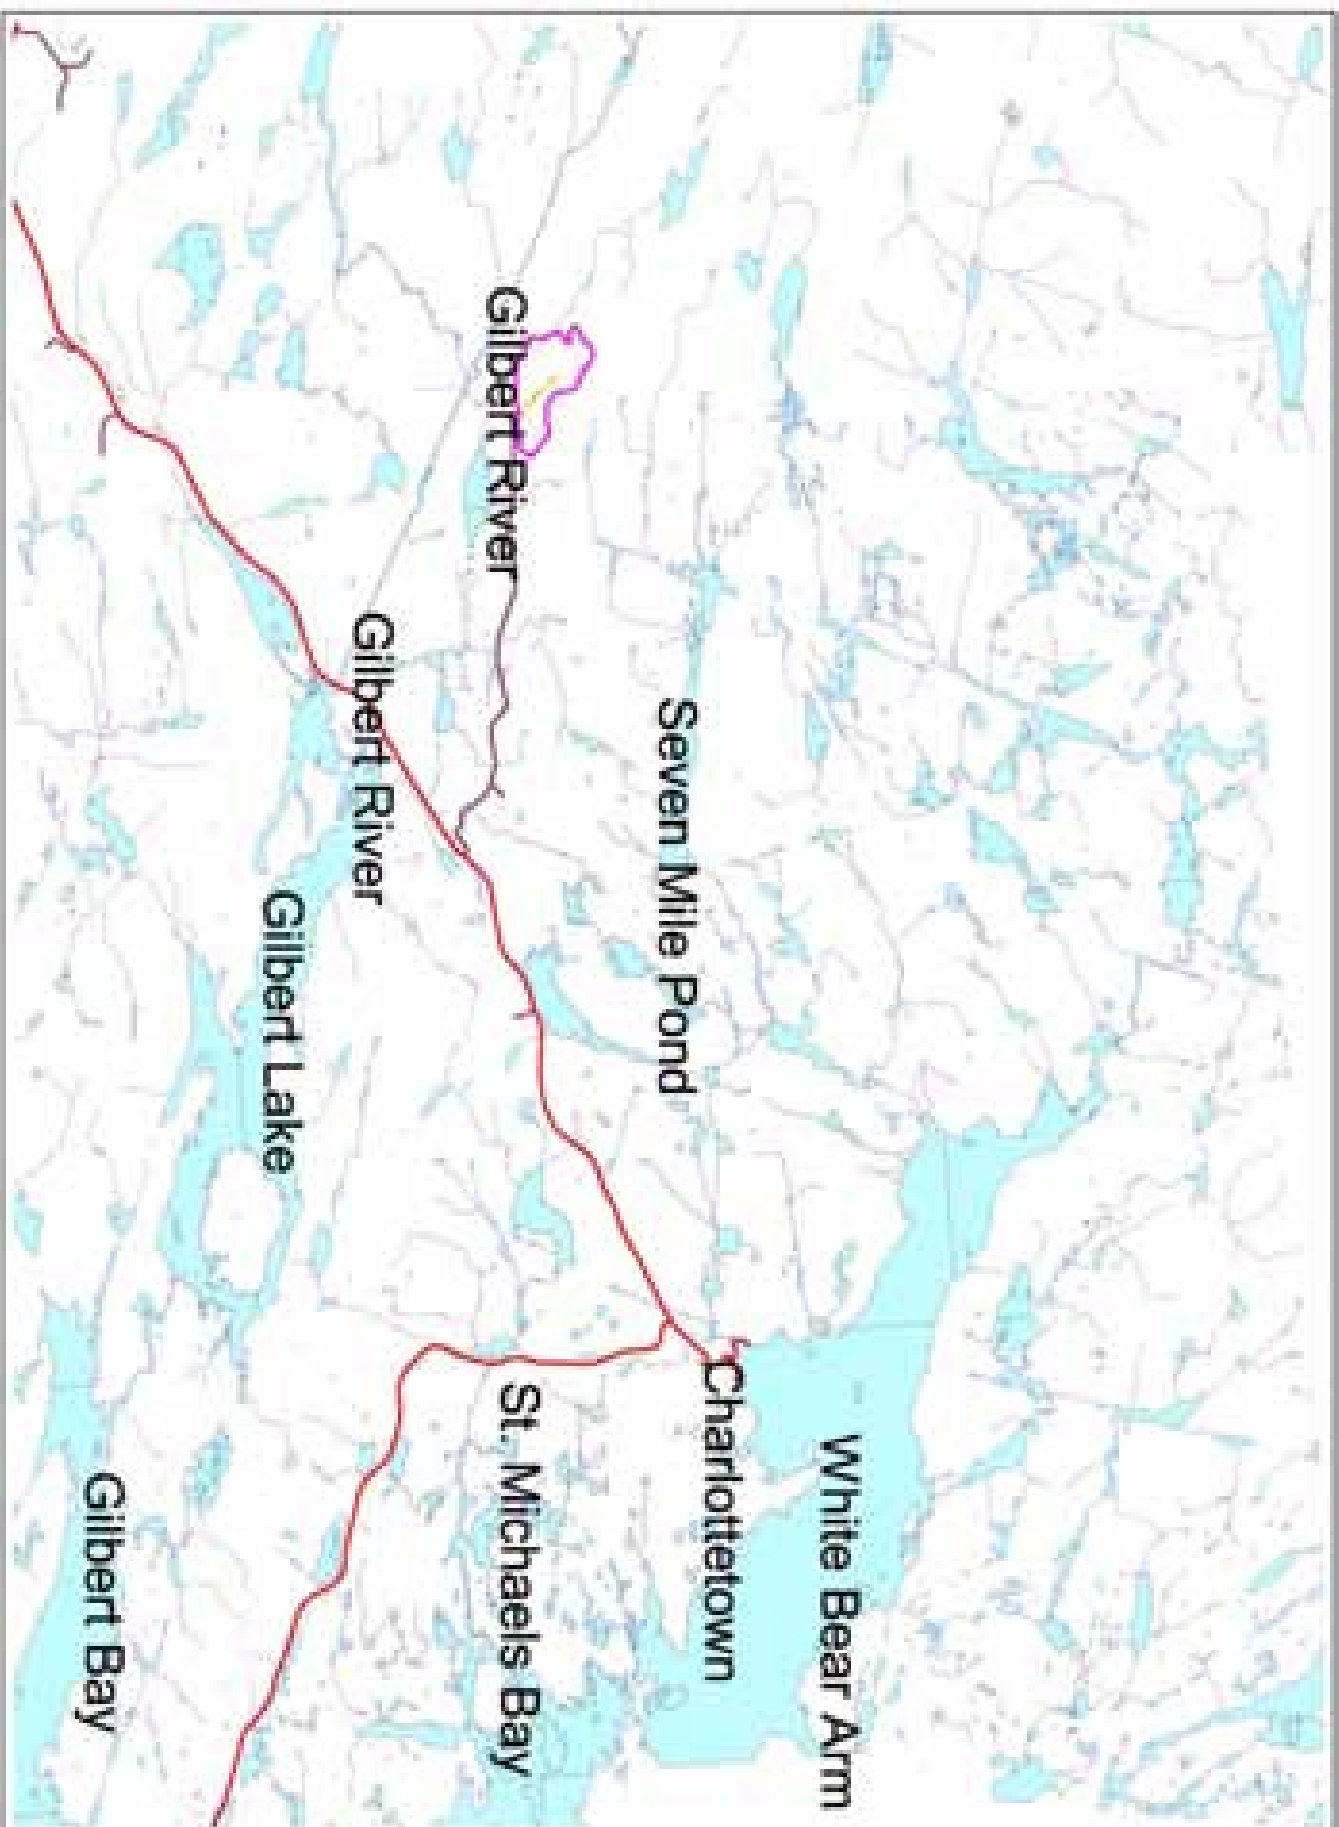 White Bear Arm
Charlottetown
Seven Mile Pond
St. Michaels Bay
Gilbert River
Gilbert River
Gilbert Lake
Gilbert Bay